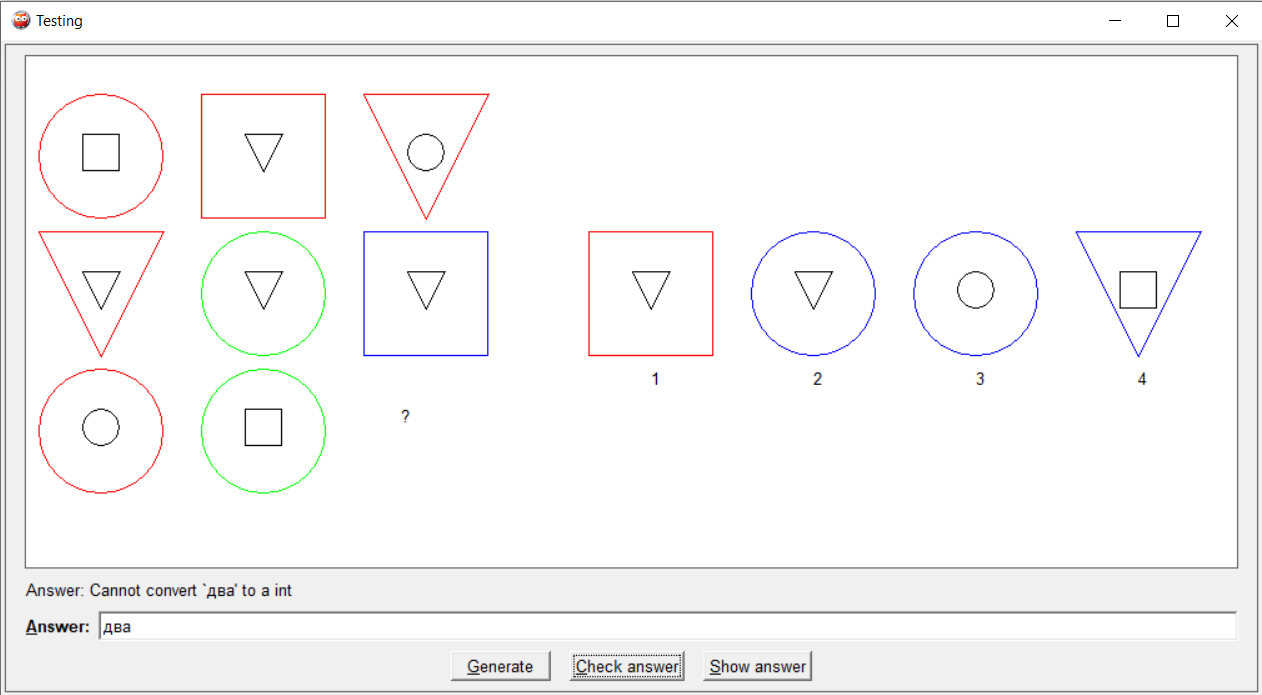 Testing
1 2 3 4
?
Answer: Cannot convert `два' to a int
Answer: два
Generate Check answer Show answer